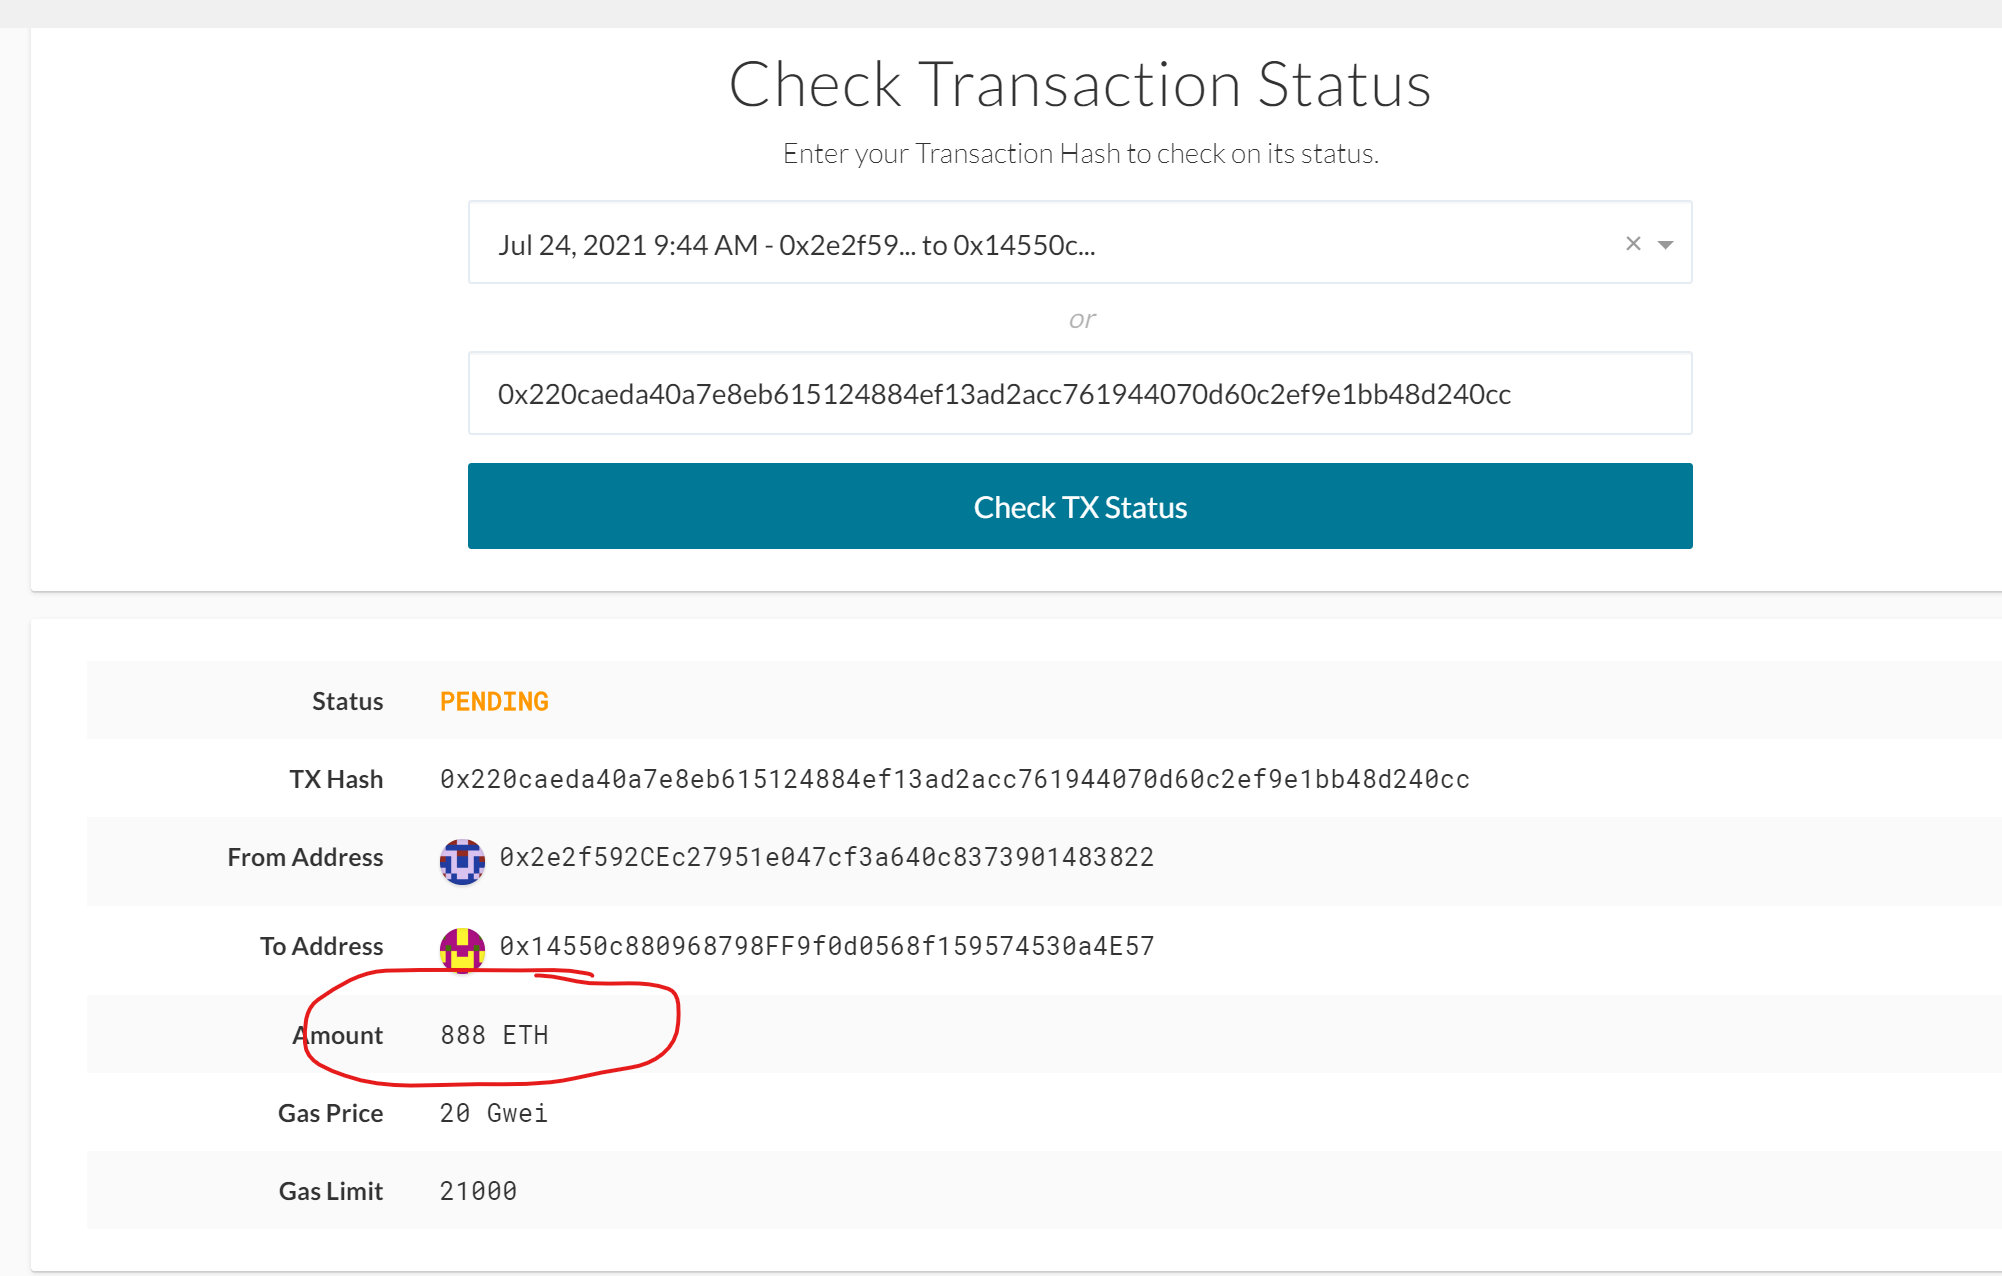 Check Transaction Status
Enter your Transaction Hash to check on its status.
Jul 24, 2021 9:44 AM - 0x2e2f59... to 0x14550c...
or
0x220caeda40a7e8eb615124884ef13ad2acc761944070d60c2ef9e1bb48d240cc
Check TX Status
Status PENDING
TX Hash 0x220caeda40a7e8eb615124884ef13ad2acc761944070d60c2ef9e1bb48d240cc
From Address 0x2e2f592CEc27951e047cf3a640c8373901483822
To Address 0x14550c880968798FF9f0d0568f159574530a4E57
Amount 888 ETH
Gas Price 20 Gwei
Gas Limit 21000